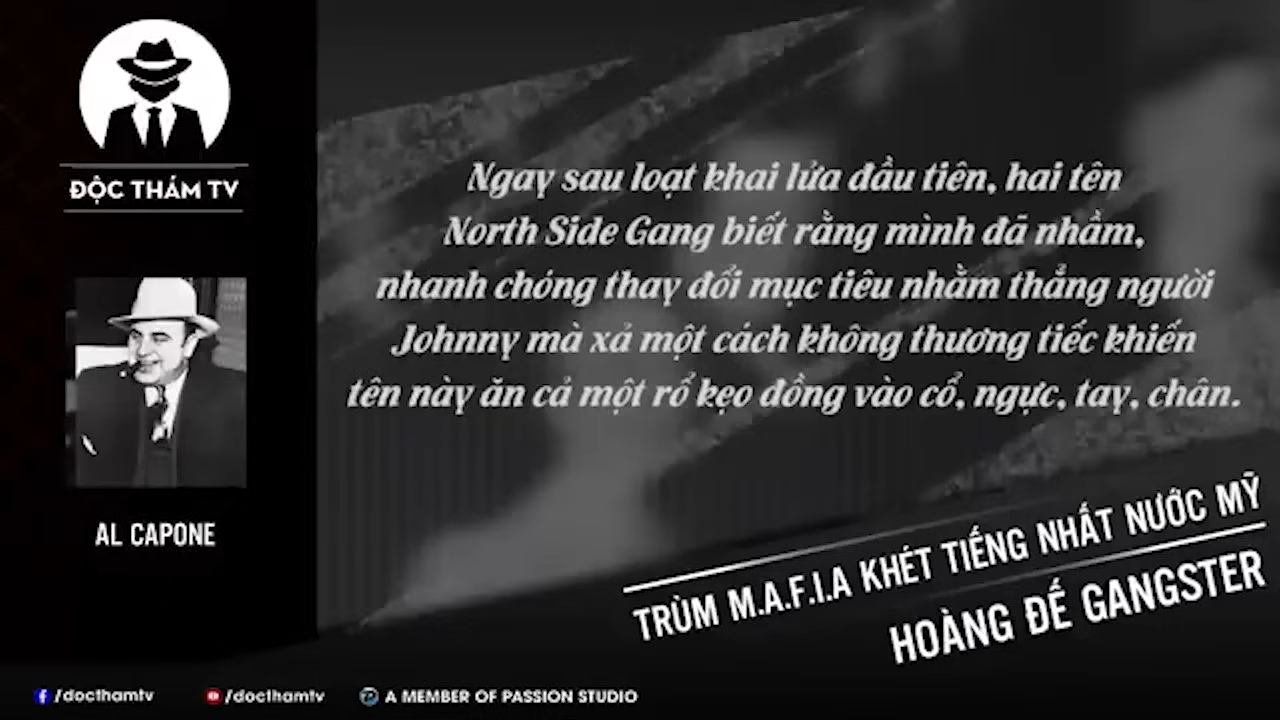 ĐỘC THÁM TV
AL CAPONE
Ngay sau loạt khai lửa đầu tiên, hai tên
North Side Gang biết rằng mình đã nhầm,
nhanh chóng thay đổi mục tiêu nhằm thẳng người
Johnny mà xả một cách không thương tiếc khiến
tên này ăn cả một rổ kẹo đồng vào cổ, ngực, tay, chân.
TRÙM M.A.F.I.A KHÉT TIẾNG NHẤT NƯỚC MỸ
HOÀNG ĐẾ GANGSTER
/docthamtv
/docthamtv
A MEMBER OF PASSION STUDIO